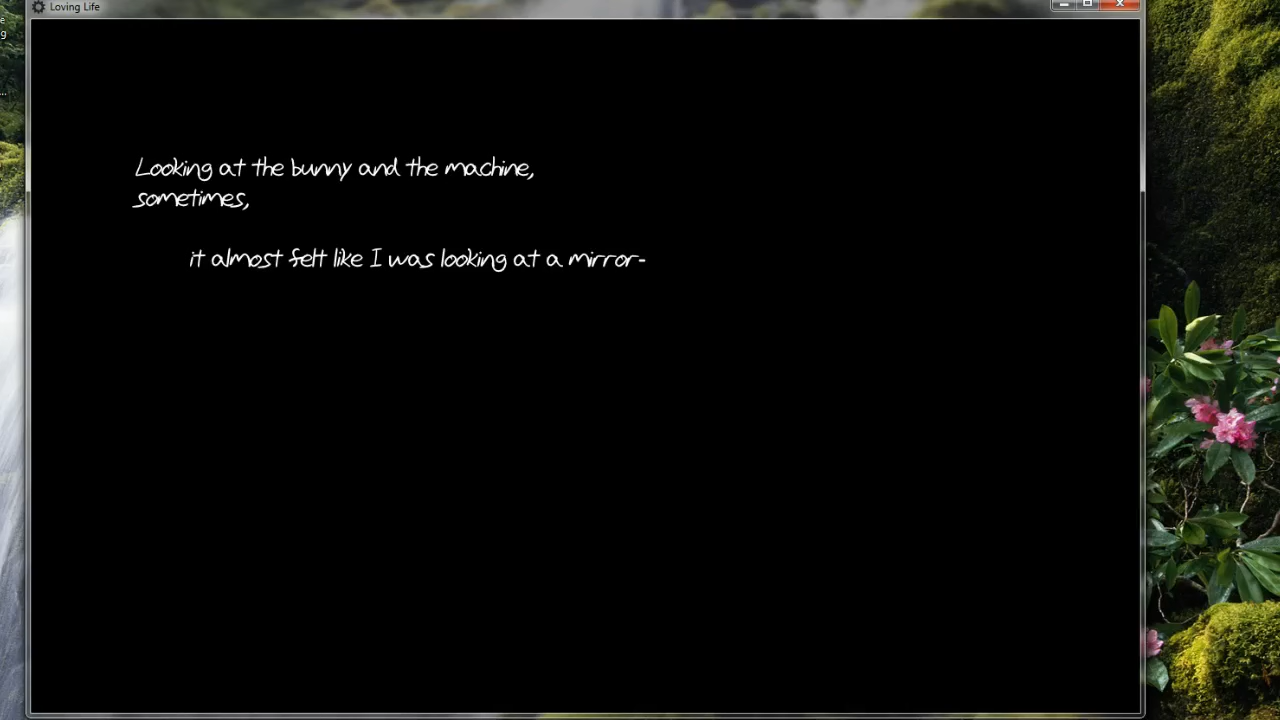 Loving Life
e
g
...
Looking at the bunny and the machine,
sometimes,
it almost felt like I was looking at a mirror-